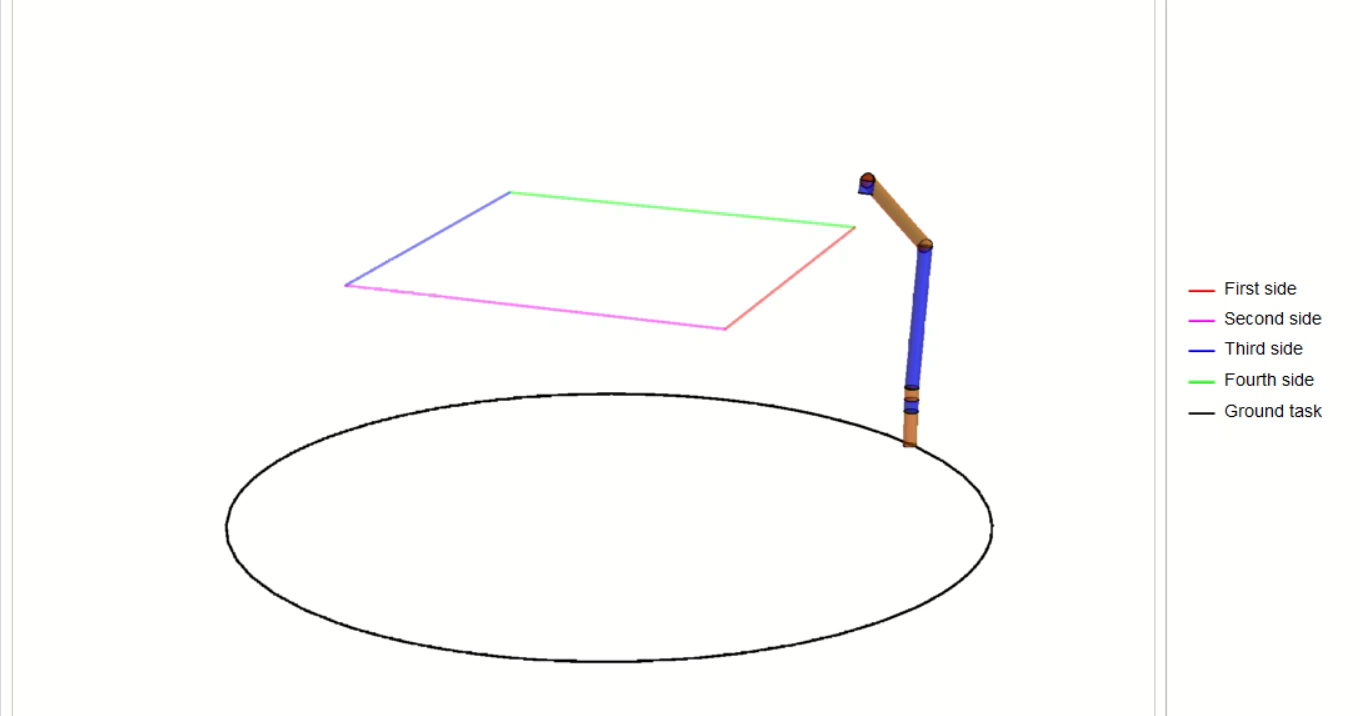 First side
Second side
Third side
Fourth side
Ground task